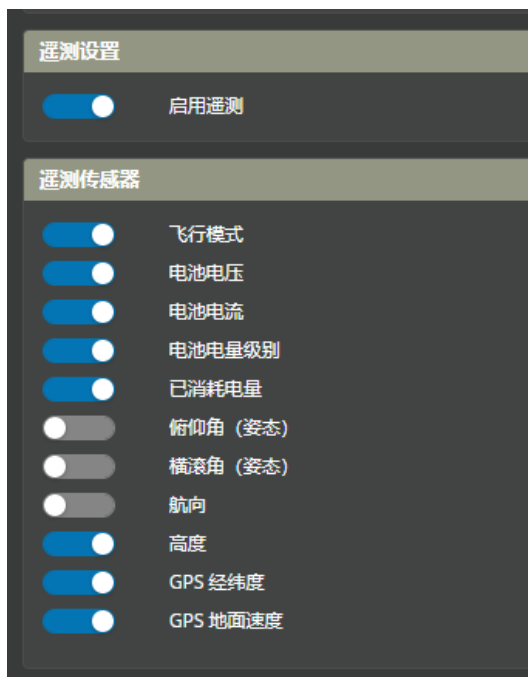 遥测设置
启用遥测
遥测传感器
飞行模式
电池电压
电池电流
电池电量级别
已消耗电量
俯仰角（姿态）
横滚角（姿态）
航向
高度
GPS 经纬度
GPS 地面速度